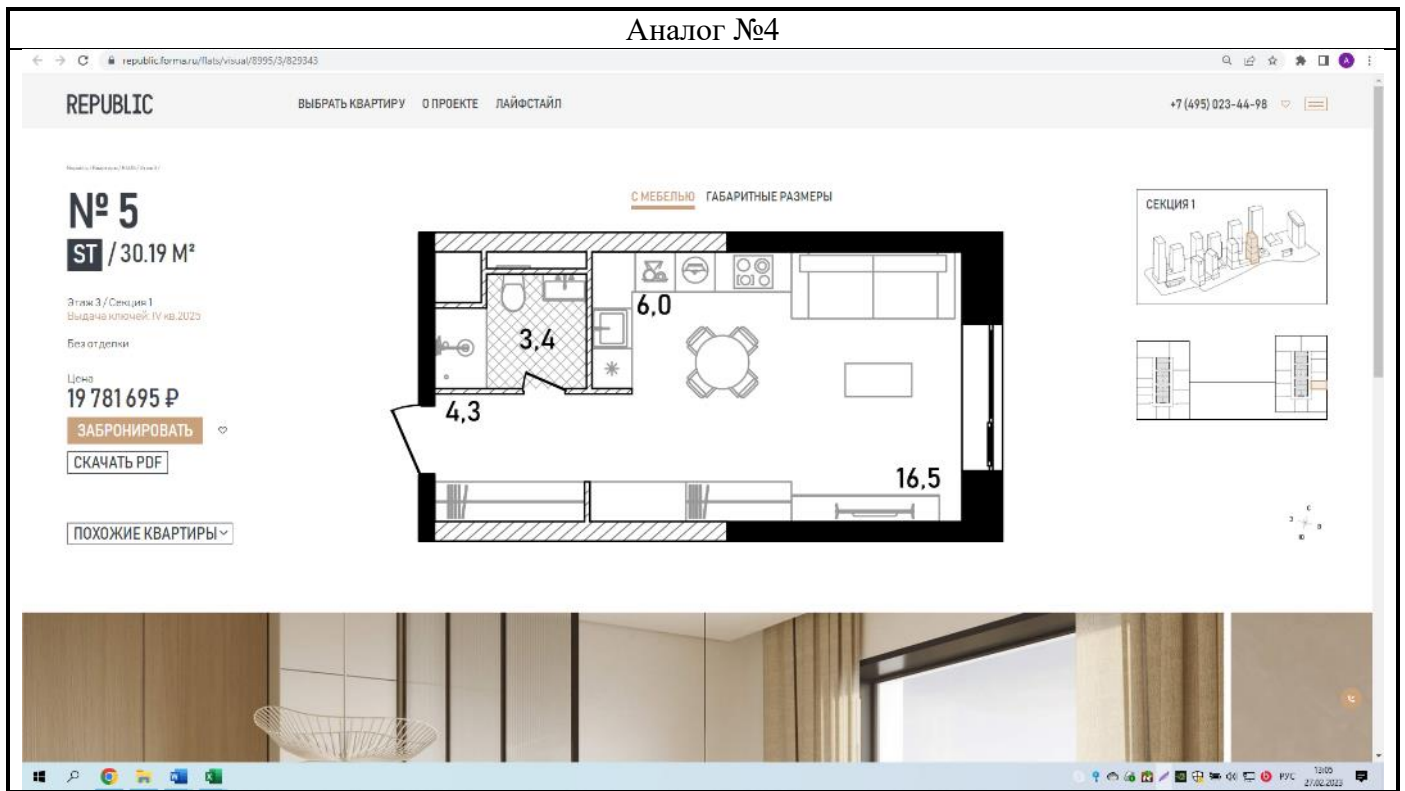 Аналог №4
republic.forma.ru/flats/visual/8995/3/829343
REPUBLIC
ВЫБРАТЬ КВАРТИРУ О ПРОЕКТЕ ЛАЙФСТАЙЛ
+7 (495) 023-44-98
№ 5
ST / 30.19 М²
Этаж 3 / Секция 1
Выдача ключей: IV кв.2025
Без отделки
Цена
19 781 695 ₽
ЗАБРОНИРОВАТЬ
СКАЧАТЬ PDF
ПОХОЖИЕ КВАРТИРЫ
С МЕБЕЛЬЮ ГАБАРИТНЫЕ РАЗМЕРЫ
6,0
3,4
4,3
16,5
СЕКЦИЯ 1
С
З В
Ю
РУС
13:05
27.02.2023